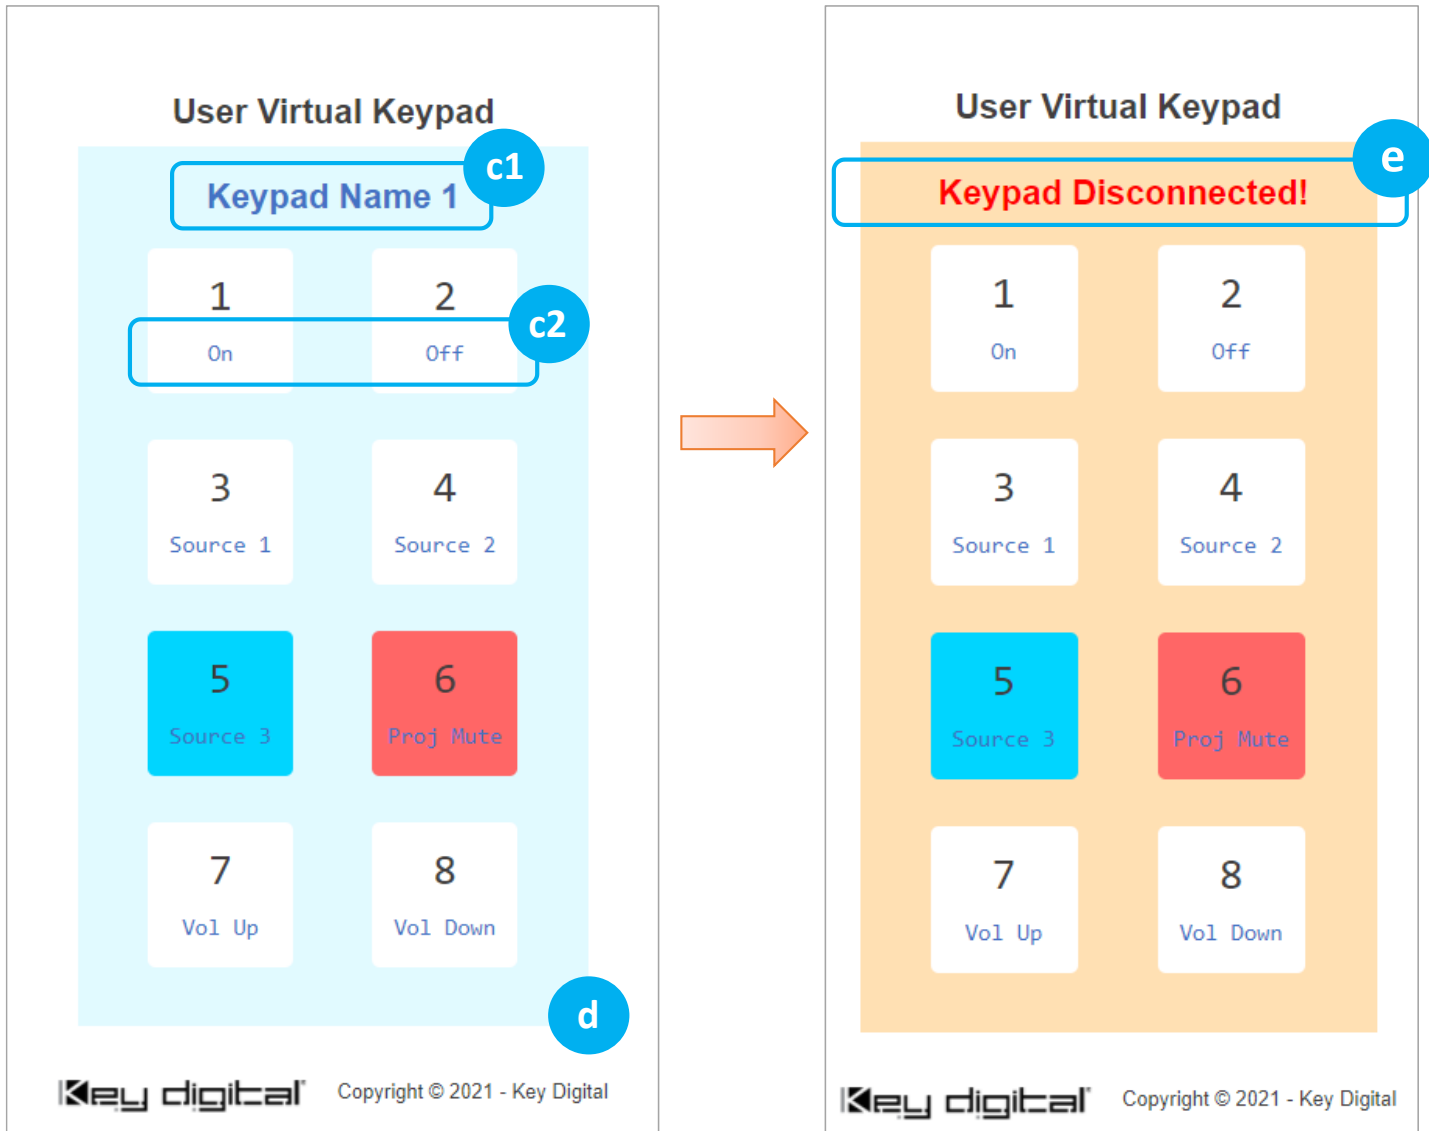 User Virtual Keypad
c1
Keypad Name 1
1 2
c2
On Off
3 4
Source 1 Source 2
5 6
Source 3 Proj Mute
7 8
Vol Up Vol Down
d
Key digital Copyright © 2021 - Key Digital
User Virtual Keypad
e
Keypad Disconnected!
1 2
On Off
3 4
Source 1 Source 2
5 6
Source 3 Proj Mute
7 8
Vol Up Vol Down
Key digital Copyright © 2021 - Key Digital